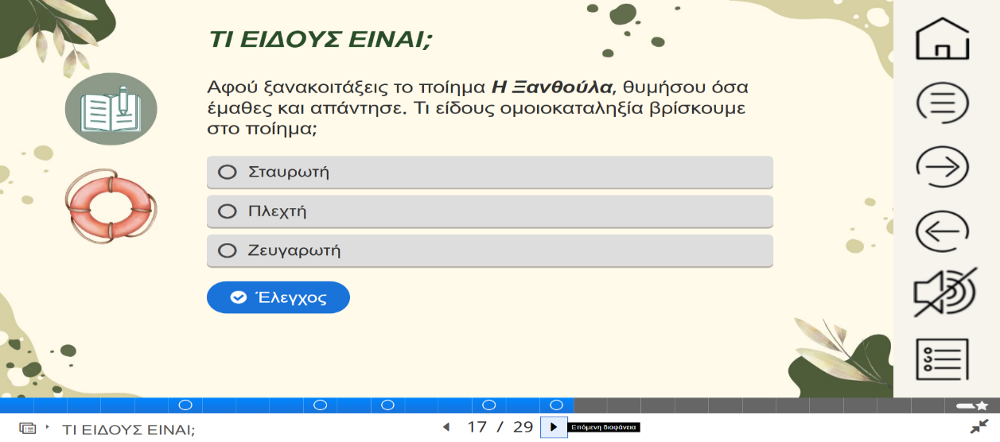 ΤΙ ΕΙΔΟΥΣ ΕΙΝΑΙ;
Αφού ξανακοιτάξεις το ποίημα Η Ξανθούλα, θυμήσου όσα
έμαθες και απάντησε. Τι είδους ομοιοκαταληξία βρίσκουμε
στο ποίημα;
Σταυρωτή
Πλεχτή
Ζευγαρωτή
Έλεγχος
ΤΙ ΕΙΔΟΥΣ ΕΙΝΑΙ;
17 / 29
Επόμενη διαφάνεια